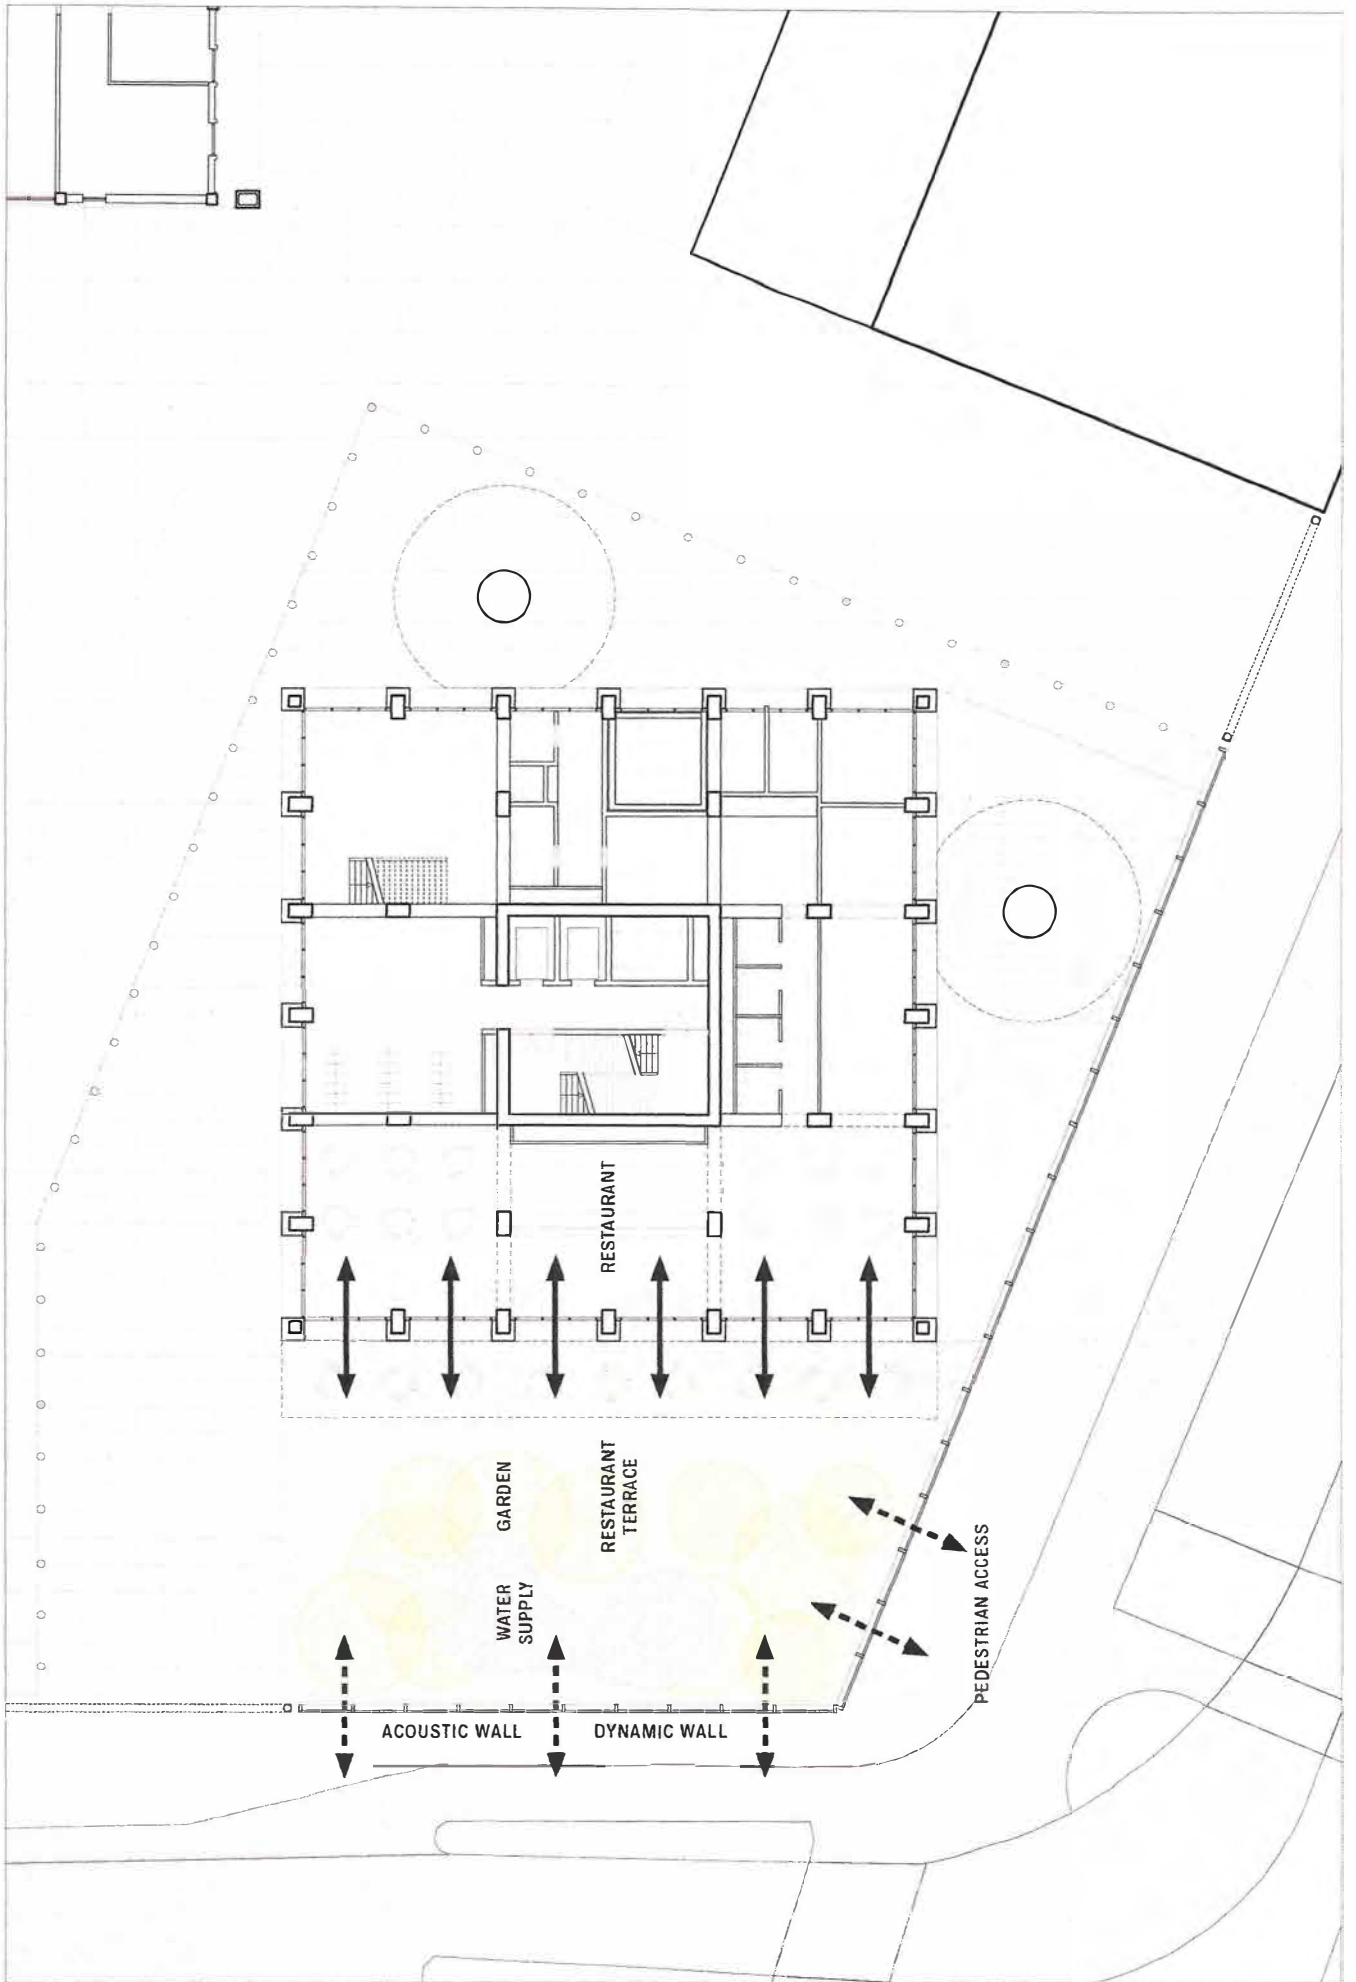 RESTAURANT
GARDEN
RESTAURANT
TERRACE
WATER
SUPPLY
PEDESTRIAN ACCESS
ACOUSTIC WALL
DYNAMIC WALL